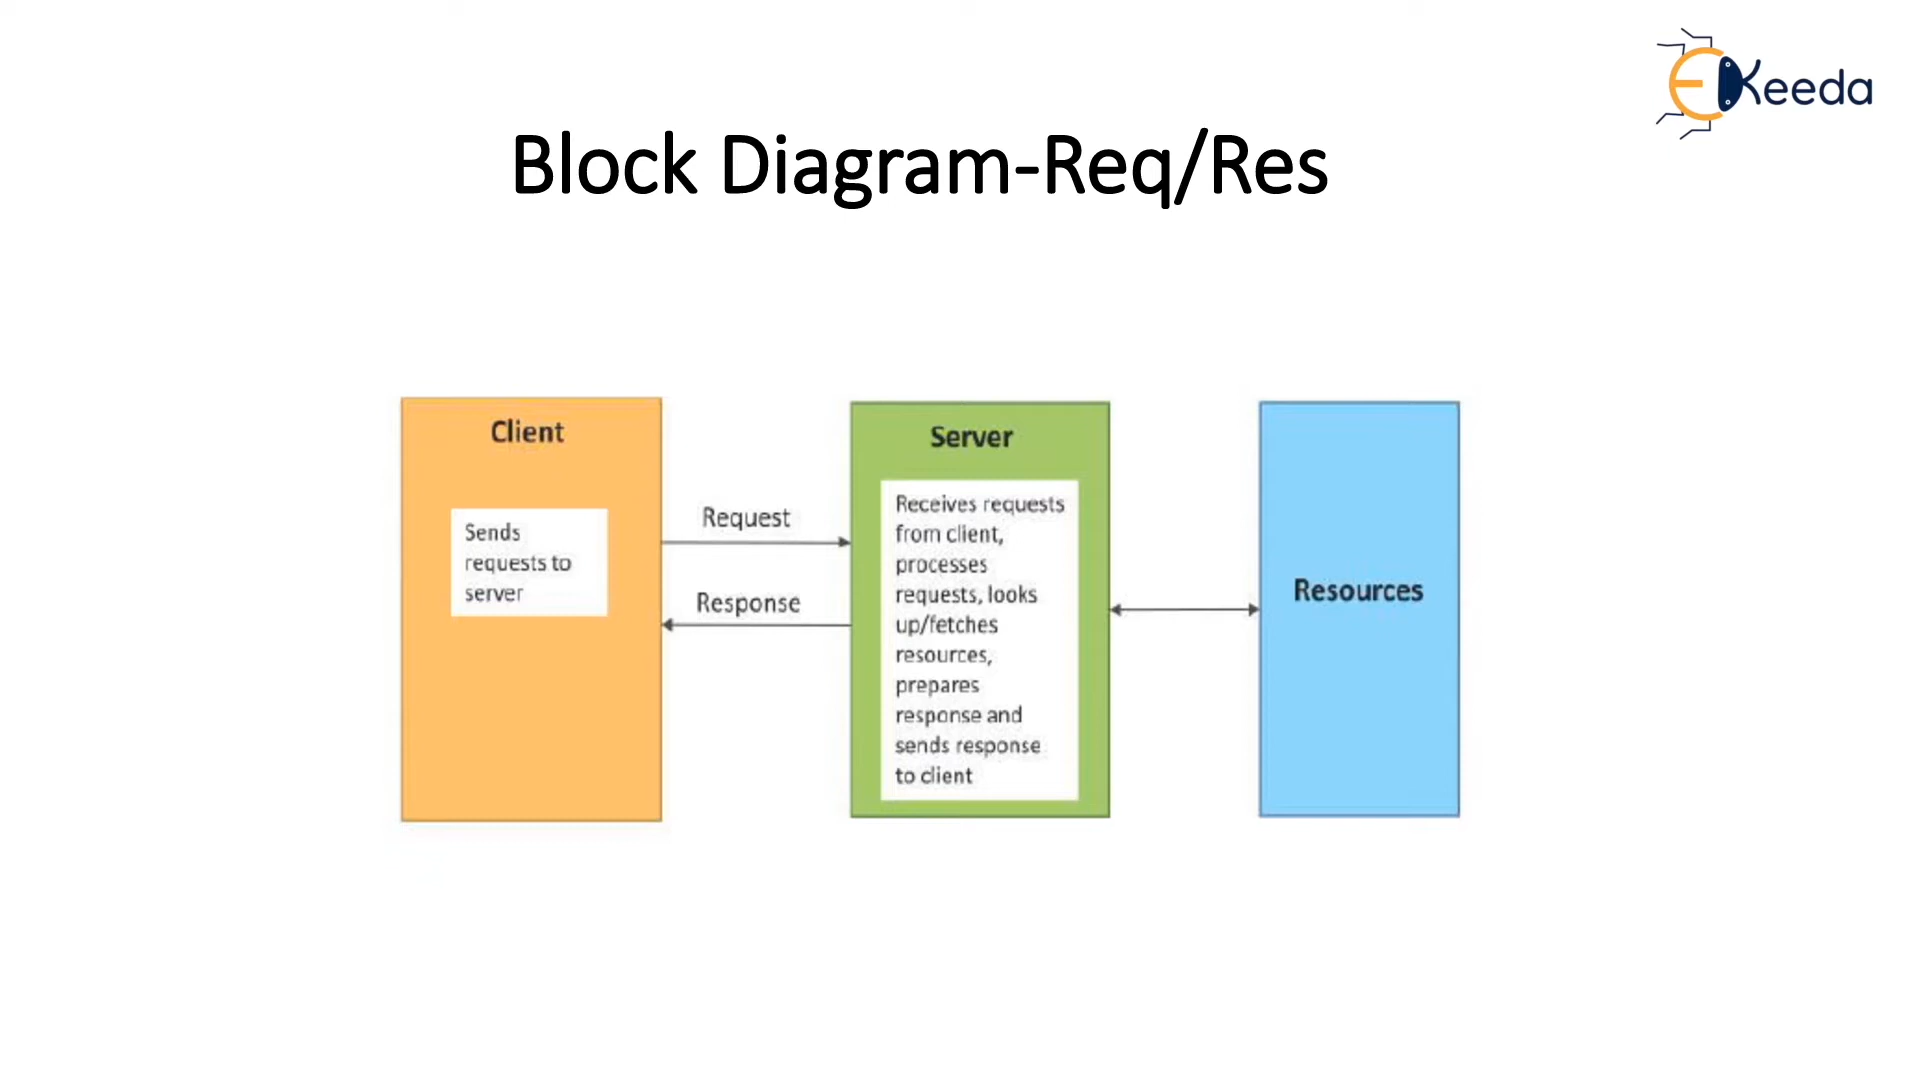 EKeeda
Block Diagram-Req/Res
Client
Sends
requests to
server
Request
Response
Server
Receives requests
from client,
processes
requests, looks
up/fetches
resources,
prepares
response and
sends response
to client
Resources